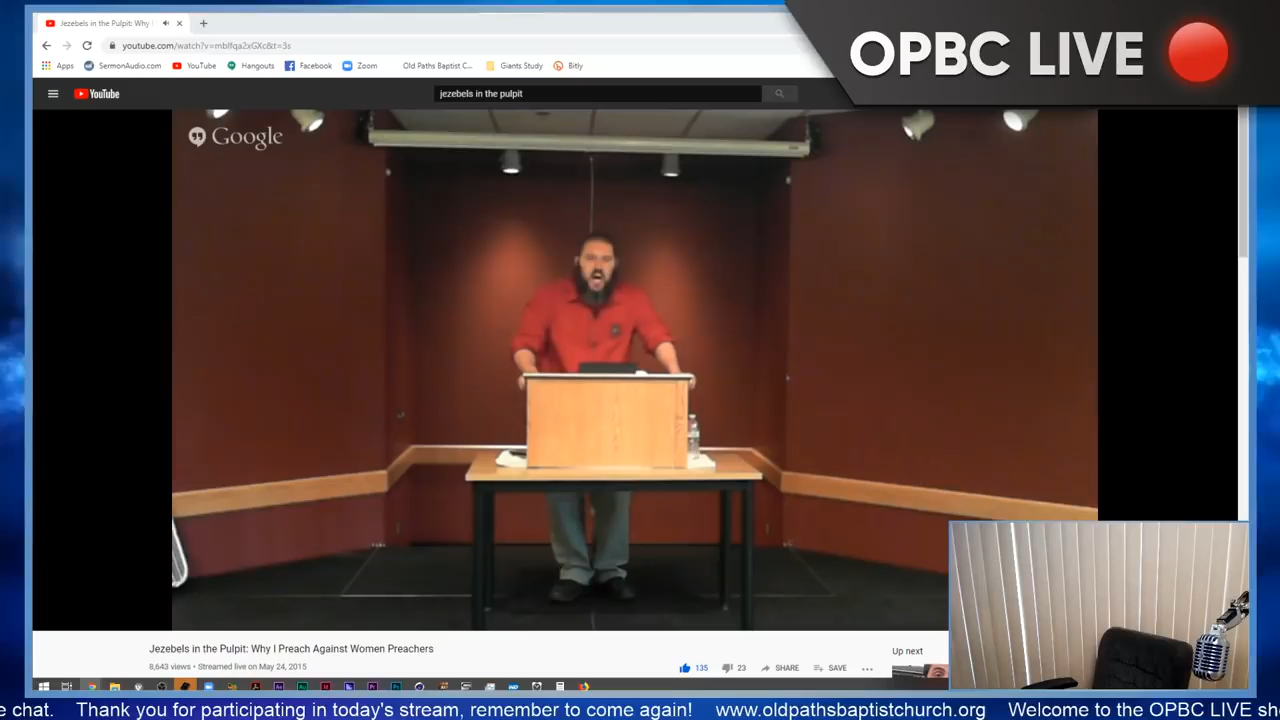 Jezebels in the Pulpit: Why
OPBC LIVE
youtube.com/watch?v=mblfqa2xGXc&t=3s
Apps SermonAudio.com YouTube Hangouts Facebook Zoom Old Paths Baptist C... Giants Study Bitly
YouTube
jezebels in the pulpit
Google
Jezebels in the Pulpit: Why I Preach Against Women Preachers
Up next
8,643 views • Streamed live on May 24, 2015
135 23 SHARE SAVE ...
e chat. Thank you for participating in today's stream, remember to come again! www.oldpathsbaptistchurch.org Welcome to the OPBC LIVE sh